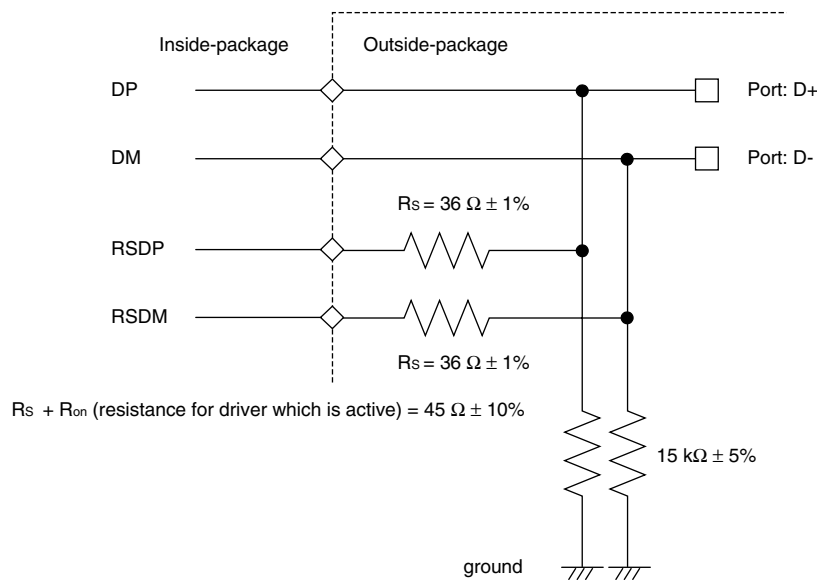 Inside-package
Outside-package
DP
Port: D+
DM
Port: D-
Rs = 36 Ω ± 1%
RSDP
RSDM
Rs = 36 Ω ± 1%
Rs + Ron (resistance for driver which is active) = 45 Ω ± 10%
15 kΩ ± 5%
ground